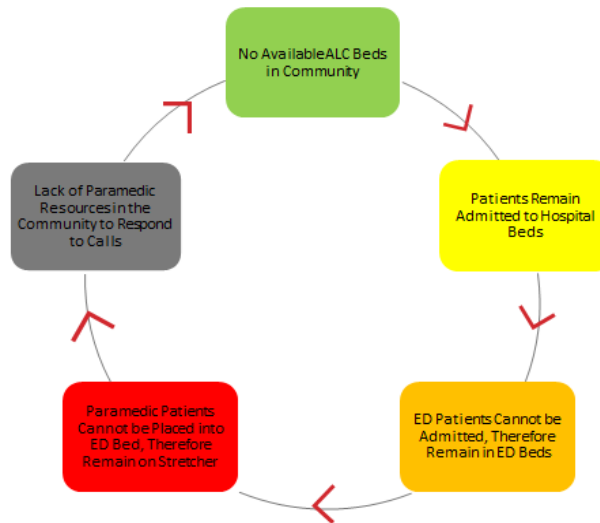 No Available ALC Beds
in Community
Patients Remain
Admitted to Hospital
Beds
ED Patients Cannot be
Admitted, Therefore
Remain in ED Beds
Paramedic Patients
Cannot be Placed into
ED Bed, Therefore
Remain on Stretcher
Lack of Paramedic
Resources in the
Community to Respond
to Calls